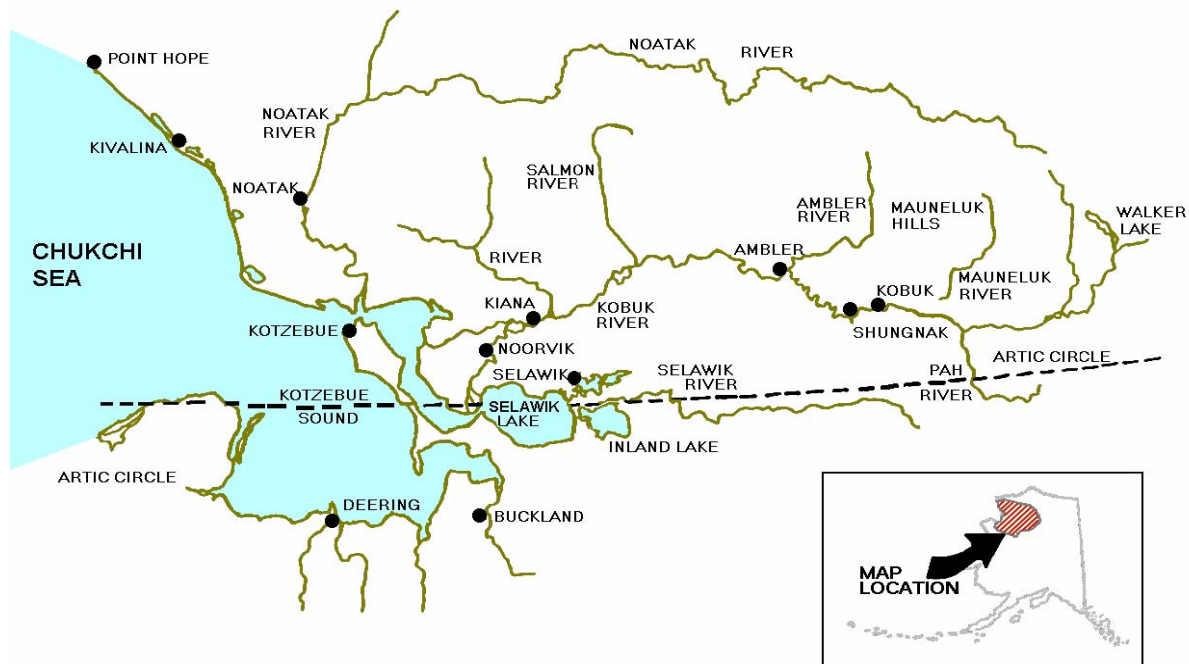 NOATAK
RIVER
POINT HOPE
NOATAK
RIVER
KIVALINA
SALMON
RIVER
NOATAK
AMBLER
RIVER
MAUNELUK
HILLS
WALKER
LAKE
CHUKCHI
SEA
RIVER
AMBLER
MAUNELUK
RIVER
KOBUK
KIANA
KOBUK
RIVER
KOTZEBUE
SHUNGNAK
NOORVIK
ARTIC CIRCLE
SELAWIK
SELAWIK
RIVER
PAH
RIVER
KOTZEBUE
SOUND
SELAWIK
LAKE
INLAND LAKE
ARTIC CIRCLE
DEERING
BUCKLAND
MAP
LOCATION